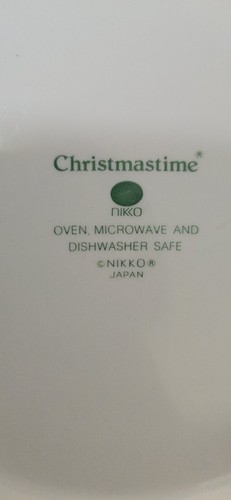 Christmastime®
nikko
OVEN, MICROWAVE AND
DISHWASHER SAFE
©NIKKO®
JAPAN